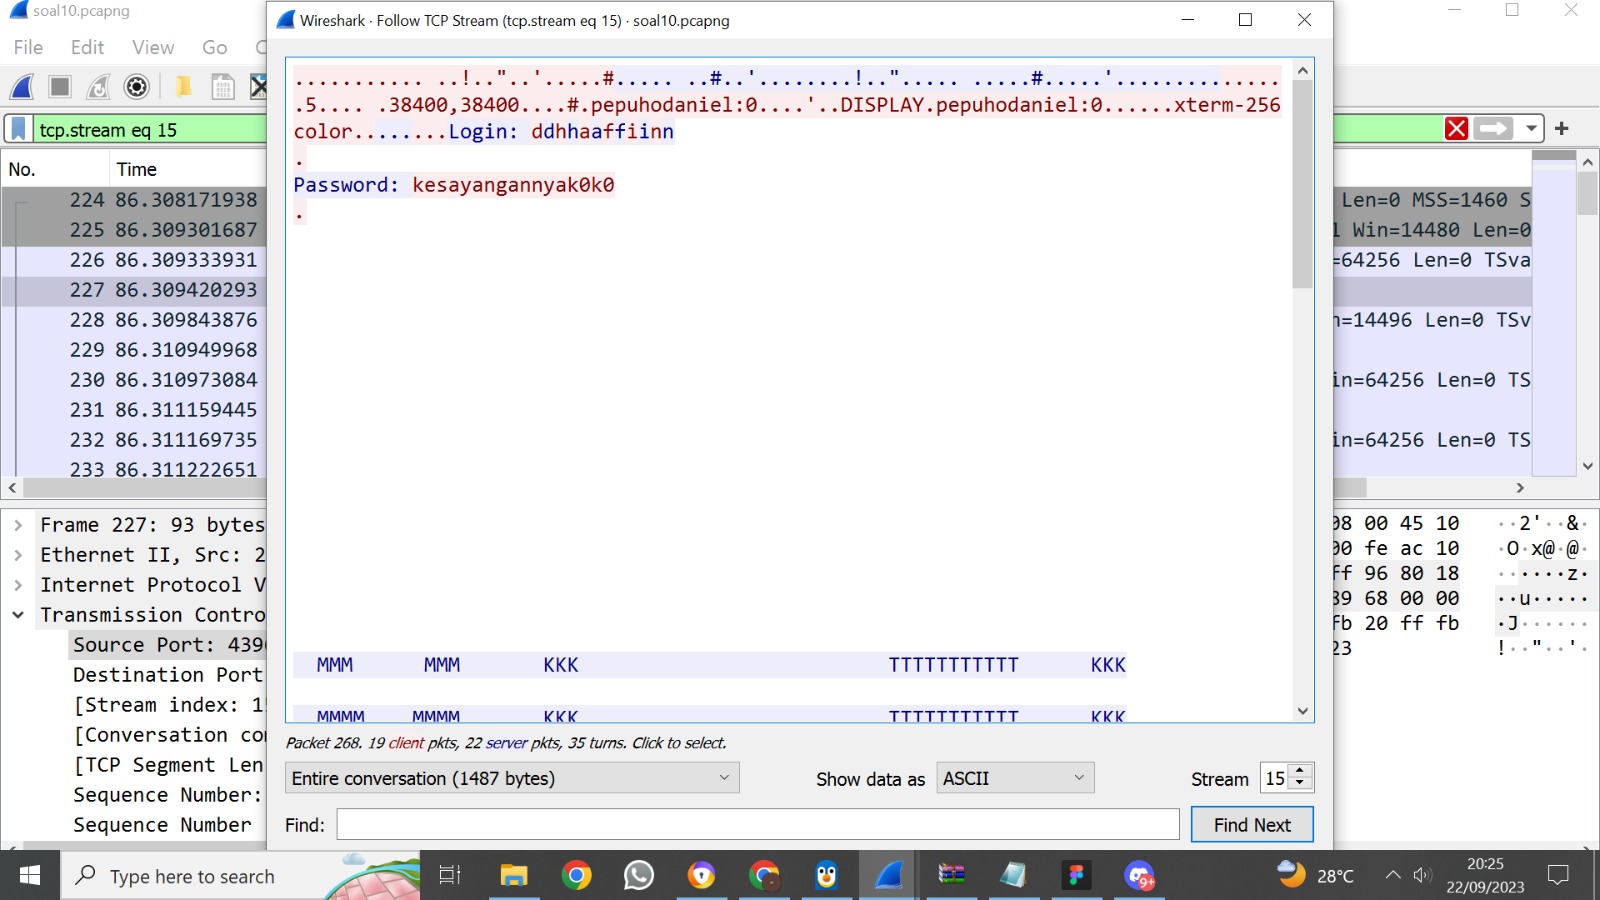 soal10.pcapng
File Edit View Go
tcp.stream eq 15
No. Time
224 86.308171938
225 86.309301687
226 86.309333931
227 86.309420293
228 86.309843876
229 86.310949968
230 86.310973084
231 86.311159445
232 86.311169735
233 86.311222651
Frame 227: 93 bytes
Ethernet II, Src: 2
Internet Protocol V
Transmission Contro
Source Port: 439
Destination Port
[Stream index: 1
[Conversation co
[TCP Segment Len
Sequence Number:
Sequence Number
Wireshark · Follow TCP Stream (tcp.stream eq 15) · soal10.pcapng
........... ..!.."..'.....#..... ..#..'........!.."..... .....#.....'..............
.5.... .38400,38400....#.pepuhodaniel:0....'..DISPLAY.pepuhodaniel:0......xterm-256
color........Login: ddhhaaffiinn
.
Password: kesayangannyak0k0
.
MMM MMM KKK TTTTTTTTTTT KKK
MMMM MMMM KKK TTTTTTTTTTT KKK
Packet 268. 19 client pkts, 22 server pkts, 35 turns. Click to select.
Entire conversation (1487 bytes) Show data as ASCII Stream 15
Find: Find Next
Len=0 MSS=1460 S
Win=14480 Len=0
=64256 Len=0 TSva
=14496 Len=0 TSv
in=64256 Len=0 TS
in=64256 Len=0 TS
08 00 45 10 ··2'··&·
00 fe ac 10 ·O·x@·@·
ff 96 80 18 ······z·
89 68 00 00 ··u·····
fb 20 ff fb ·J······
23 !··"··'·
Type here to search
9+
28°C
20:25
22/09/2023